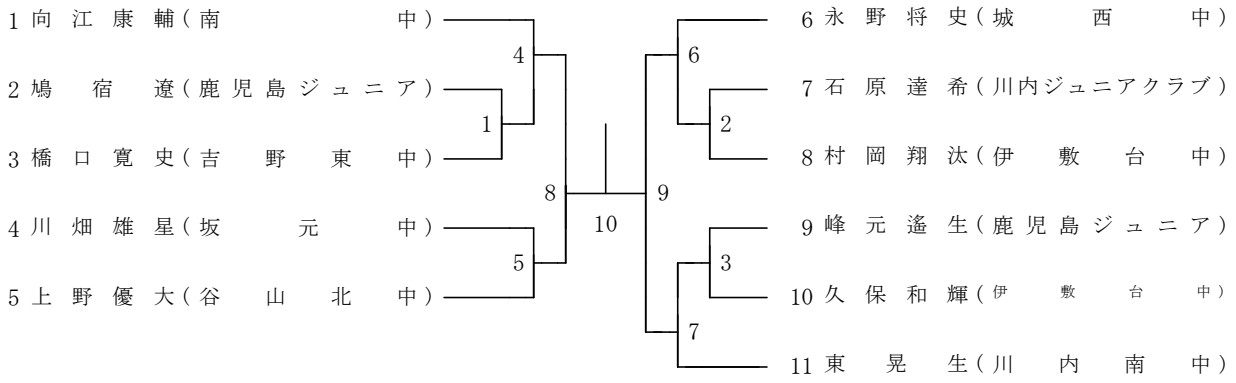 1 向江康輔(南中)
2 鳩宿遼(鹿児島ジュニア)
3 橋口寛史(吉野東中)
4 川畑雄星(坂元中)
5 上野優大(谷山北中)
4
1
8
5
10
6
2
9
3
7
6 永野将史(城西中)
7 石原達希(川内ジュニアクラブ)
8 村岡翔汰(伊敷台中)
9 峰元遙生(鹿児島ジュニア)
10 久保和輝(伊敷台中)
11 東晃生(川内南中)